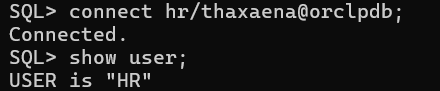 SQL> connect hr/thaxaena@orclpdb;
Connected.
SQL> show user;
USER is "HR"